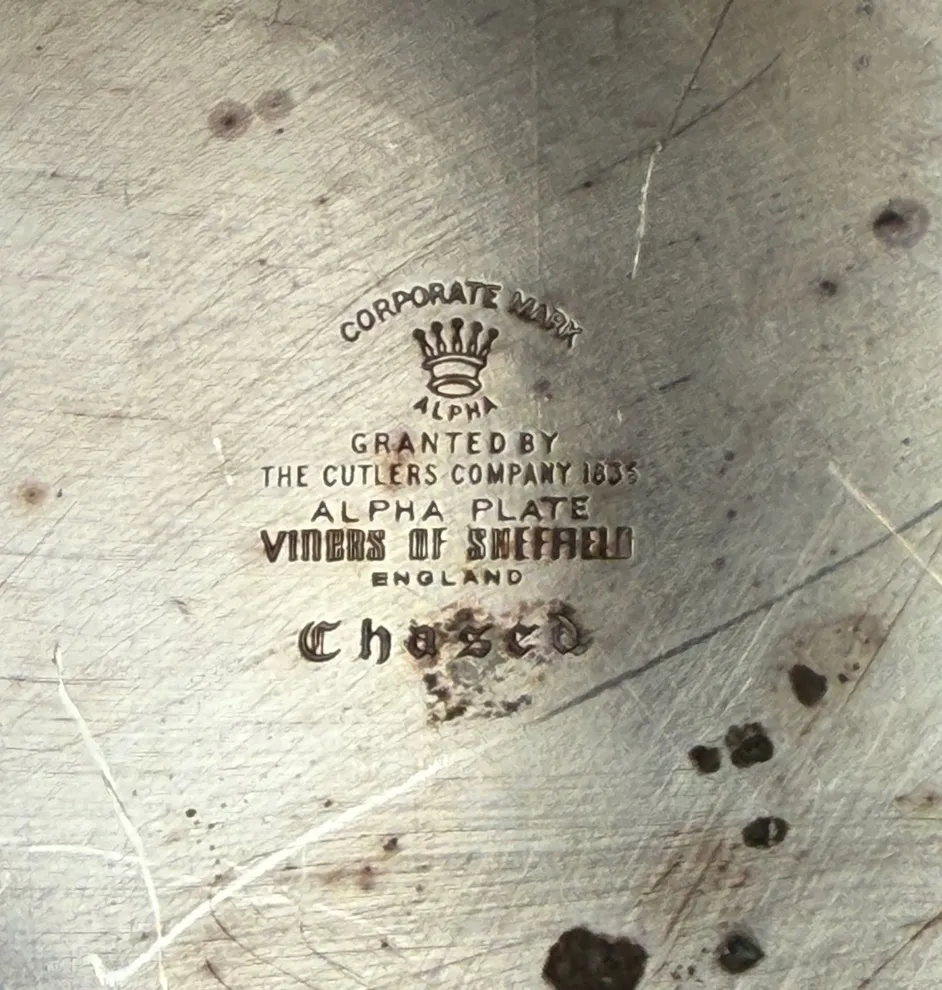 CORPORATE MARK
ALPHA
GRANTED BY
THE CUTLERS COMPANY 1835
ALPHA PLATE
VINERS OF SHEFFIELD
ENGLAND
Chased